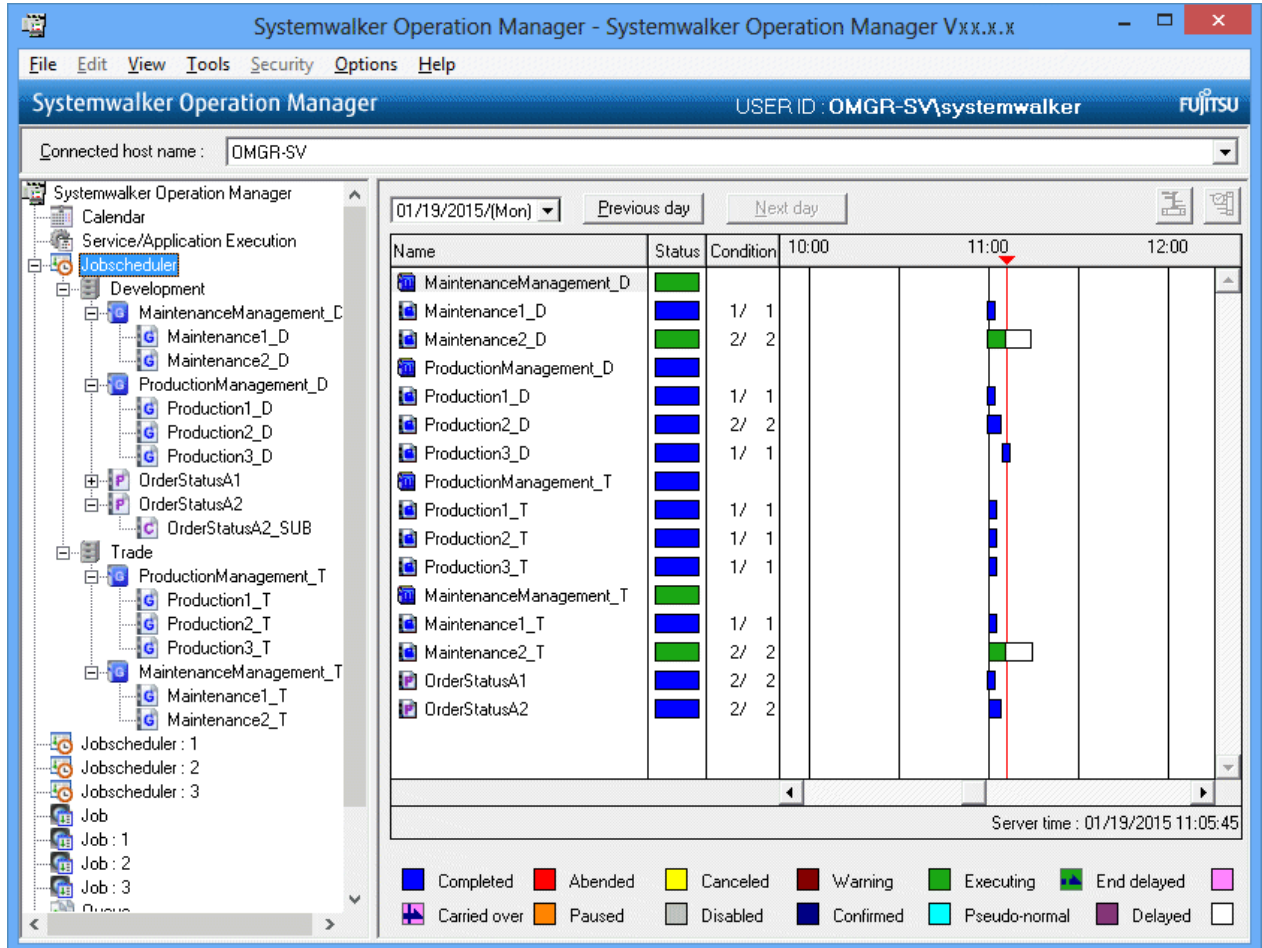 Systemwalker Operation Manager - Systemwalker Operation Manager Vxx.x.x
File Edit View Tools Security Options Help
Systemwalker Operation Manager USER ID : OMGR-SV\systemwalker FUJITSU
Connected host name : OMGR-SV
Systemwalker Operation Manager
Calendar
Service/Application Execution
Jobscheduler
Development
MaintenanceManagement_D
Maintenance1_D
Maintenance2_D
ProductionManagement_D
Production1_D
Production2_D
Production3_D
OrderStatusA1
OrderStatusA2
OrderStatusA2_SUB
Trade
ProductionManagement_T
Production1_T
Production2_T
Production3_T
MaintenanceManagement_T
Maintenance1_T
Maintenance2_T
Jobscheduler : 1
Jobscheduler : 2
Jobscheduler : 3
Job
Job : 1
Job : 2
Job : 3
01/19/2015/(Mon) Previous day Next day
Name Status Condition 10:00 11:00 12:00
MaintenanceManagement_D
Maintenance1_D 1/ 1
Maintenance2_D 2/ 2
ProductionManagement_D
Production1_D 1/ 1
Production2_D 2/ 2
Production3_D 1/ 1
ProductionManagement_T
Production1_T 1/ 1
Production2_T 1/ 1
Production3_T 1/ 1
MaintenanceManagement_T
Maintenance1_T 1/ 1
Maintenance2_T 2/ 2
OrderStatusA1 2/ 2
OrderStatusA2 2/ 2
Server time : 01/19/2015 11:05:45
Completed Abended Canceled Warning Executing End delayed
Carried over Paused Disabled Confirmed Pseudo-normal Delayed